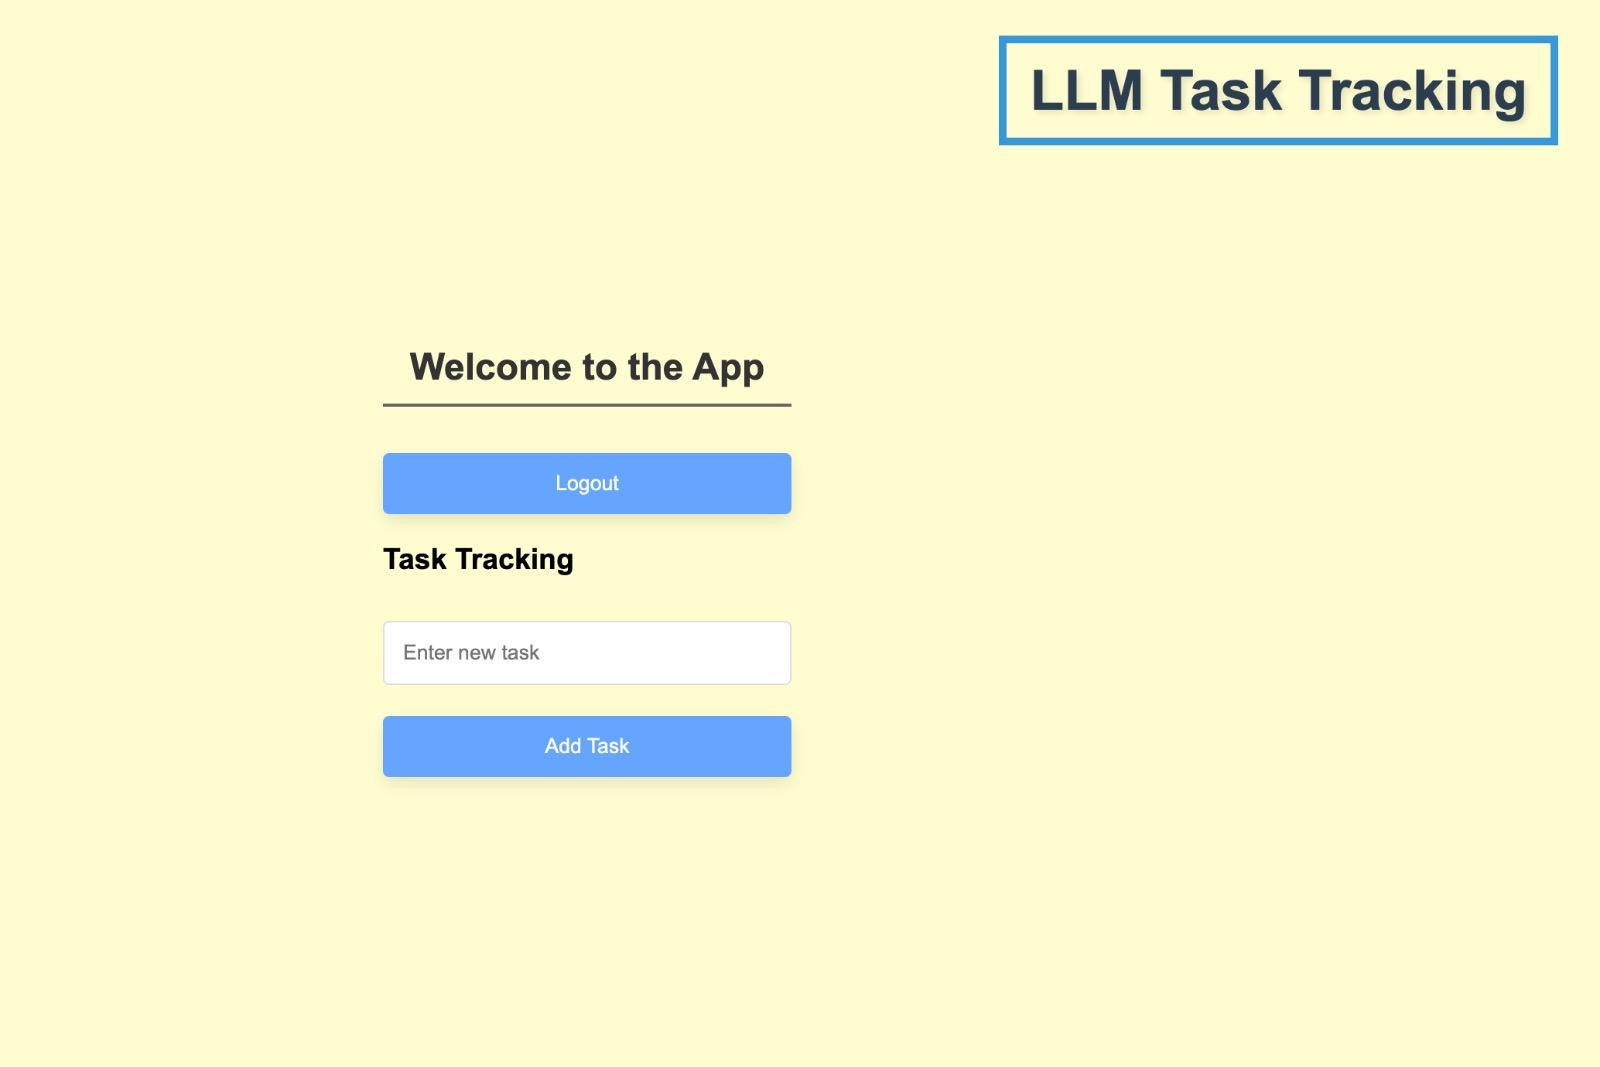 LLM Task Tracking
Welcome to the App
Logout
Task Tracking
Enter new task
Add Task